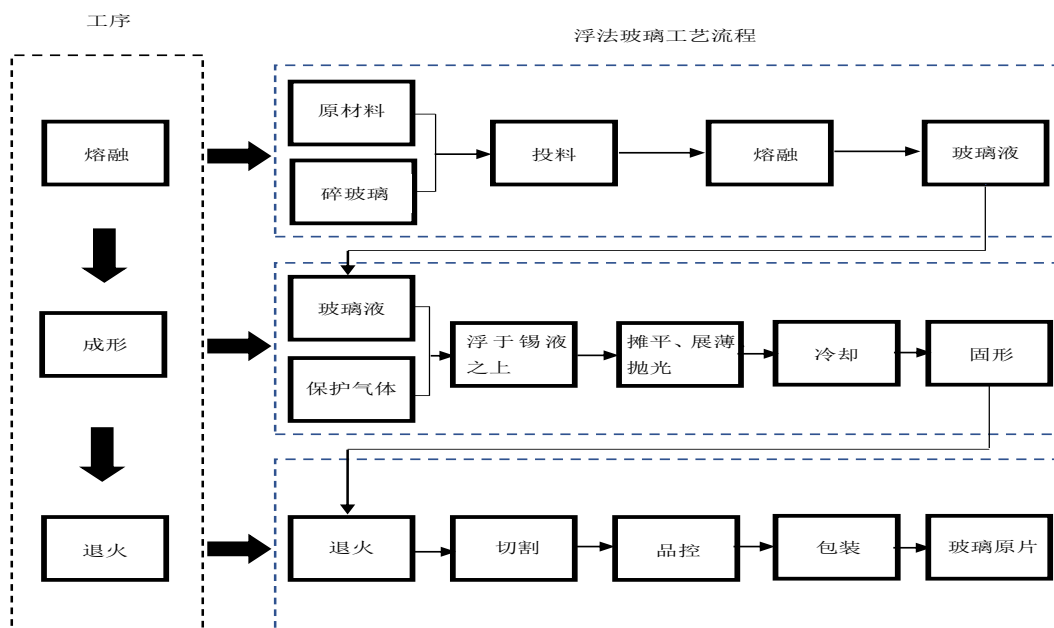 工序
浮法玻璃工艺流程
熔融
原材料
碎玻璃
投料
熔融
玻璃液
成形
玻璃液
保护气体
浮于锡液
之上
摊平、展薄
抛光
冷却
固形
退火
退火
切割
品控
包装
玻璃原片